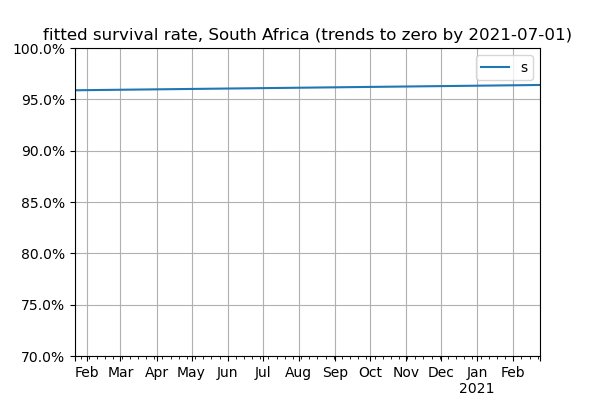 fitted survival rate, South Africa (trends to zero by 2021-07-01)
100.0%
s
95.0%
90.0%
85.0%
80.0%
75.0%
70.0%
Feb Mar Apr May Jun Jul Aug Sep Oct Nov Dec Jan Feb
2021